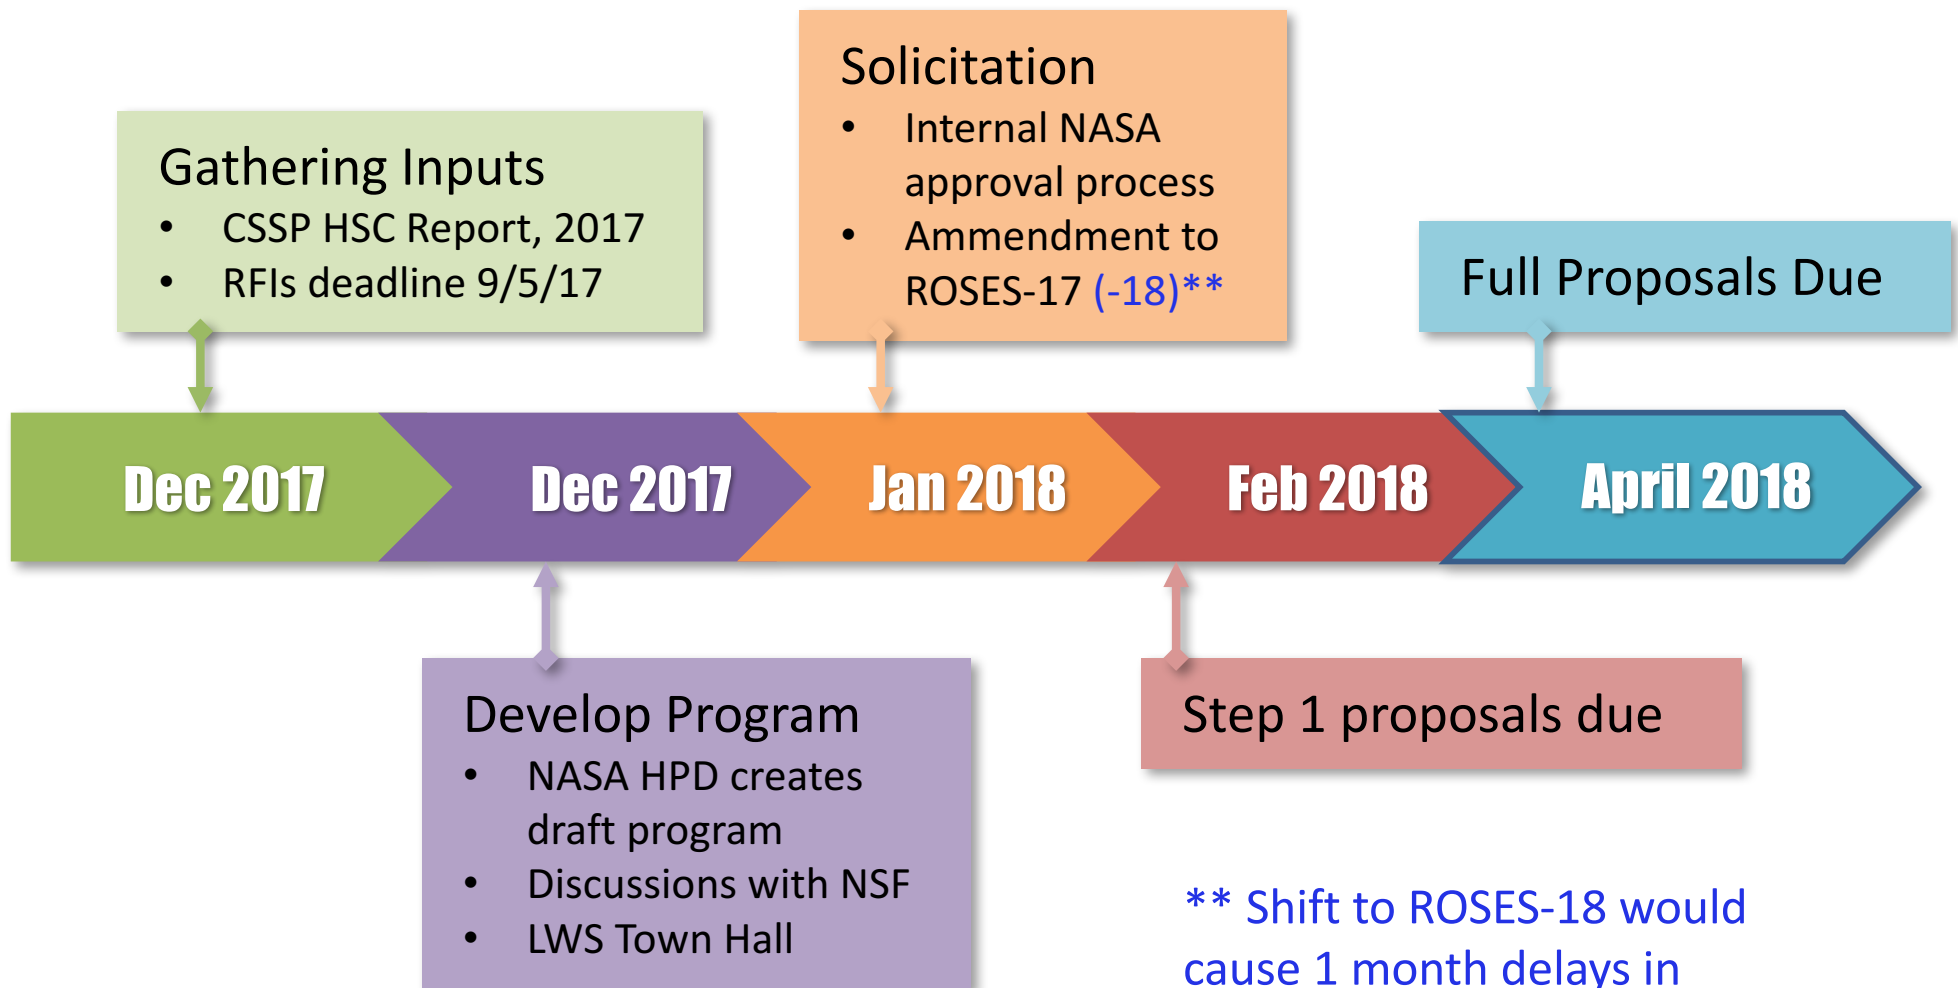 Solicitation
• Internal NASA
approval process
• Ammendment to
ROSES-17 (-18)**
Gathering Inputs
• CSSP HSC Report, 2017
• RFIs deadline 9/5/17
Full Proposals Due
Dec 2017
Dec 2017
Jan 2018
Feb 2018
April 2018
Develop Program
• NASA HPD creates
draft program
• Discussions with NSF
• LWS Town Hall
Step 1 proposals due
** Shift to ROSES-18 would
cause 1 month delays in